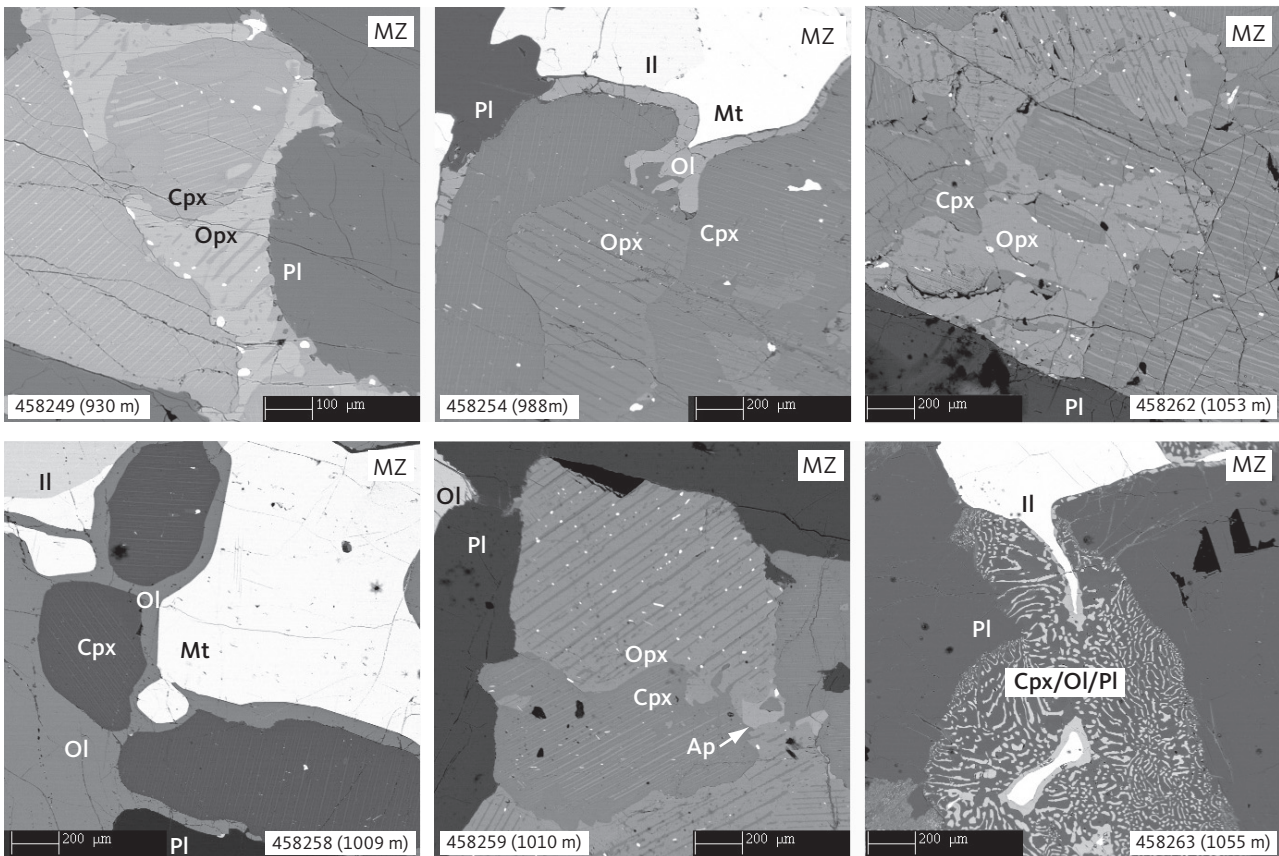 MZ
Cpx
Opx
Pl
458249 (930 m)
100 µm
MZ
Il
Pl
Mt
Ol
Opx
Cpx
458254 (988m)
200 µm
MZ
Cpx
Opx
200 µm
Pl
458262 (1053 m)
MZ
Il
Ol
Cpx
Mt
Ol
200 µm
Pl
458258 (1009 m)
MZ
Ol
Pl
Opx
Cpx
Ap
458259 (1010 m)
200 µm
MZ
Il
Pl
Cpx/Ol/Pl
200 µm
458263 (1055 m)